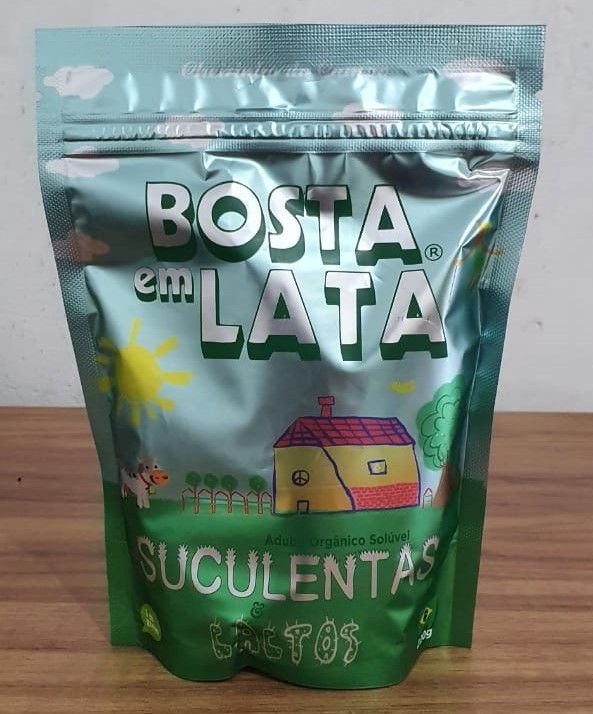 BOSTA
em LATA®
Adubo Orgânico Solúvel
SUCULENTAS
&
CACTOS